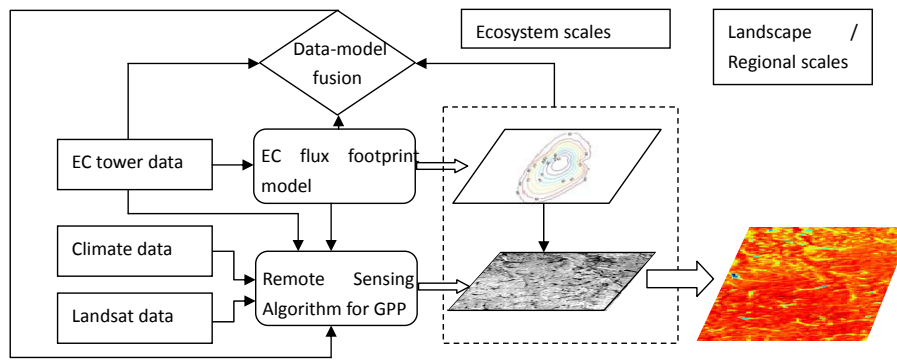 Data-model
fusion
Ecosystem scales
Landscape /
Regional scales
EC tower data
EC flux footprint
model
Climate data
Landsat data
Remote Sensing
Algorithm for GPP